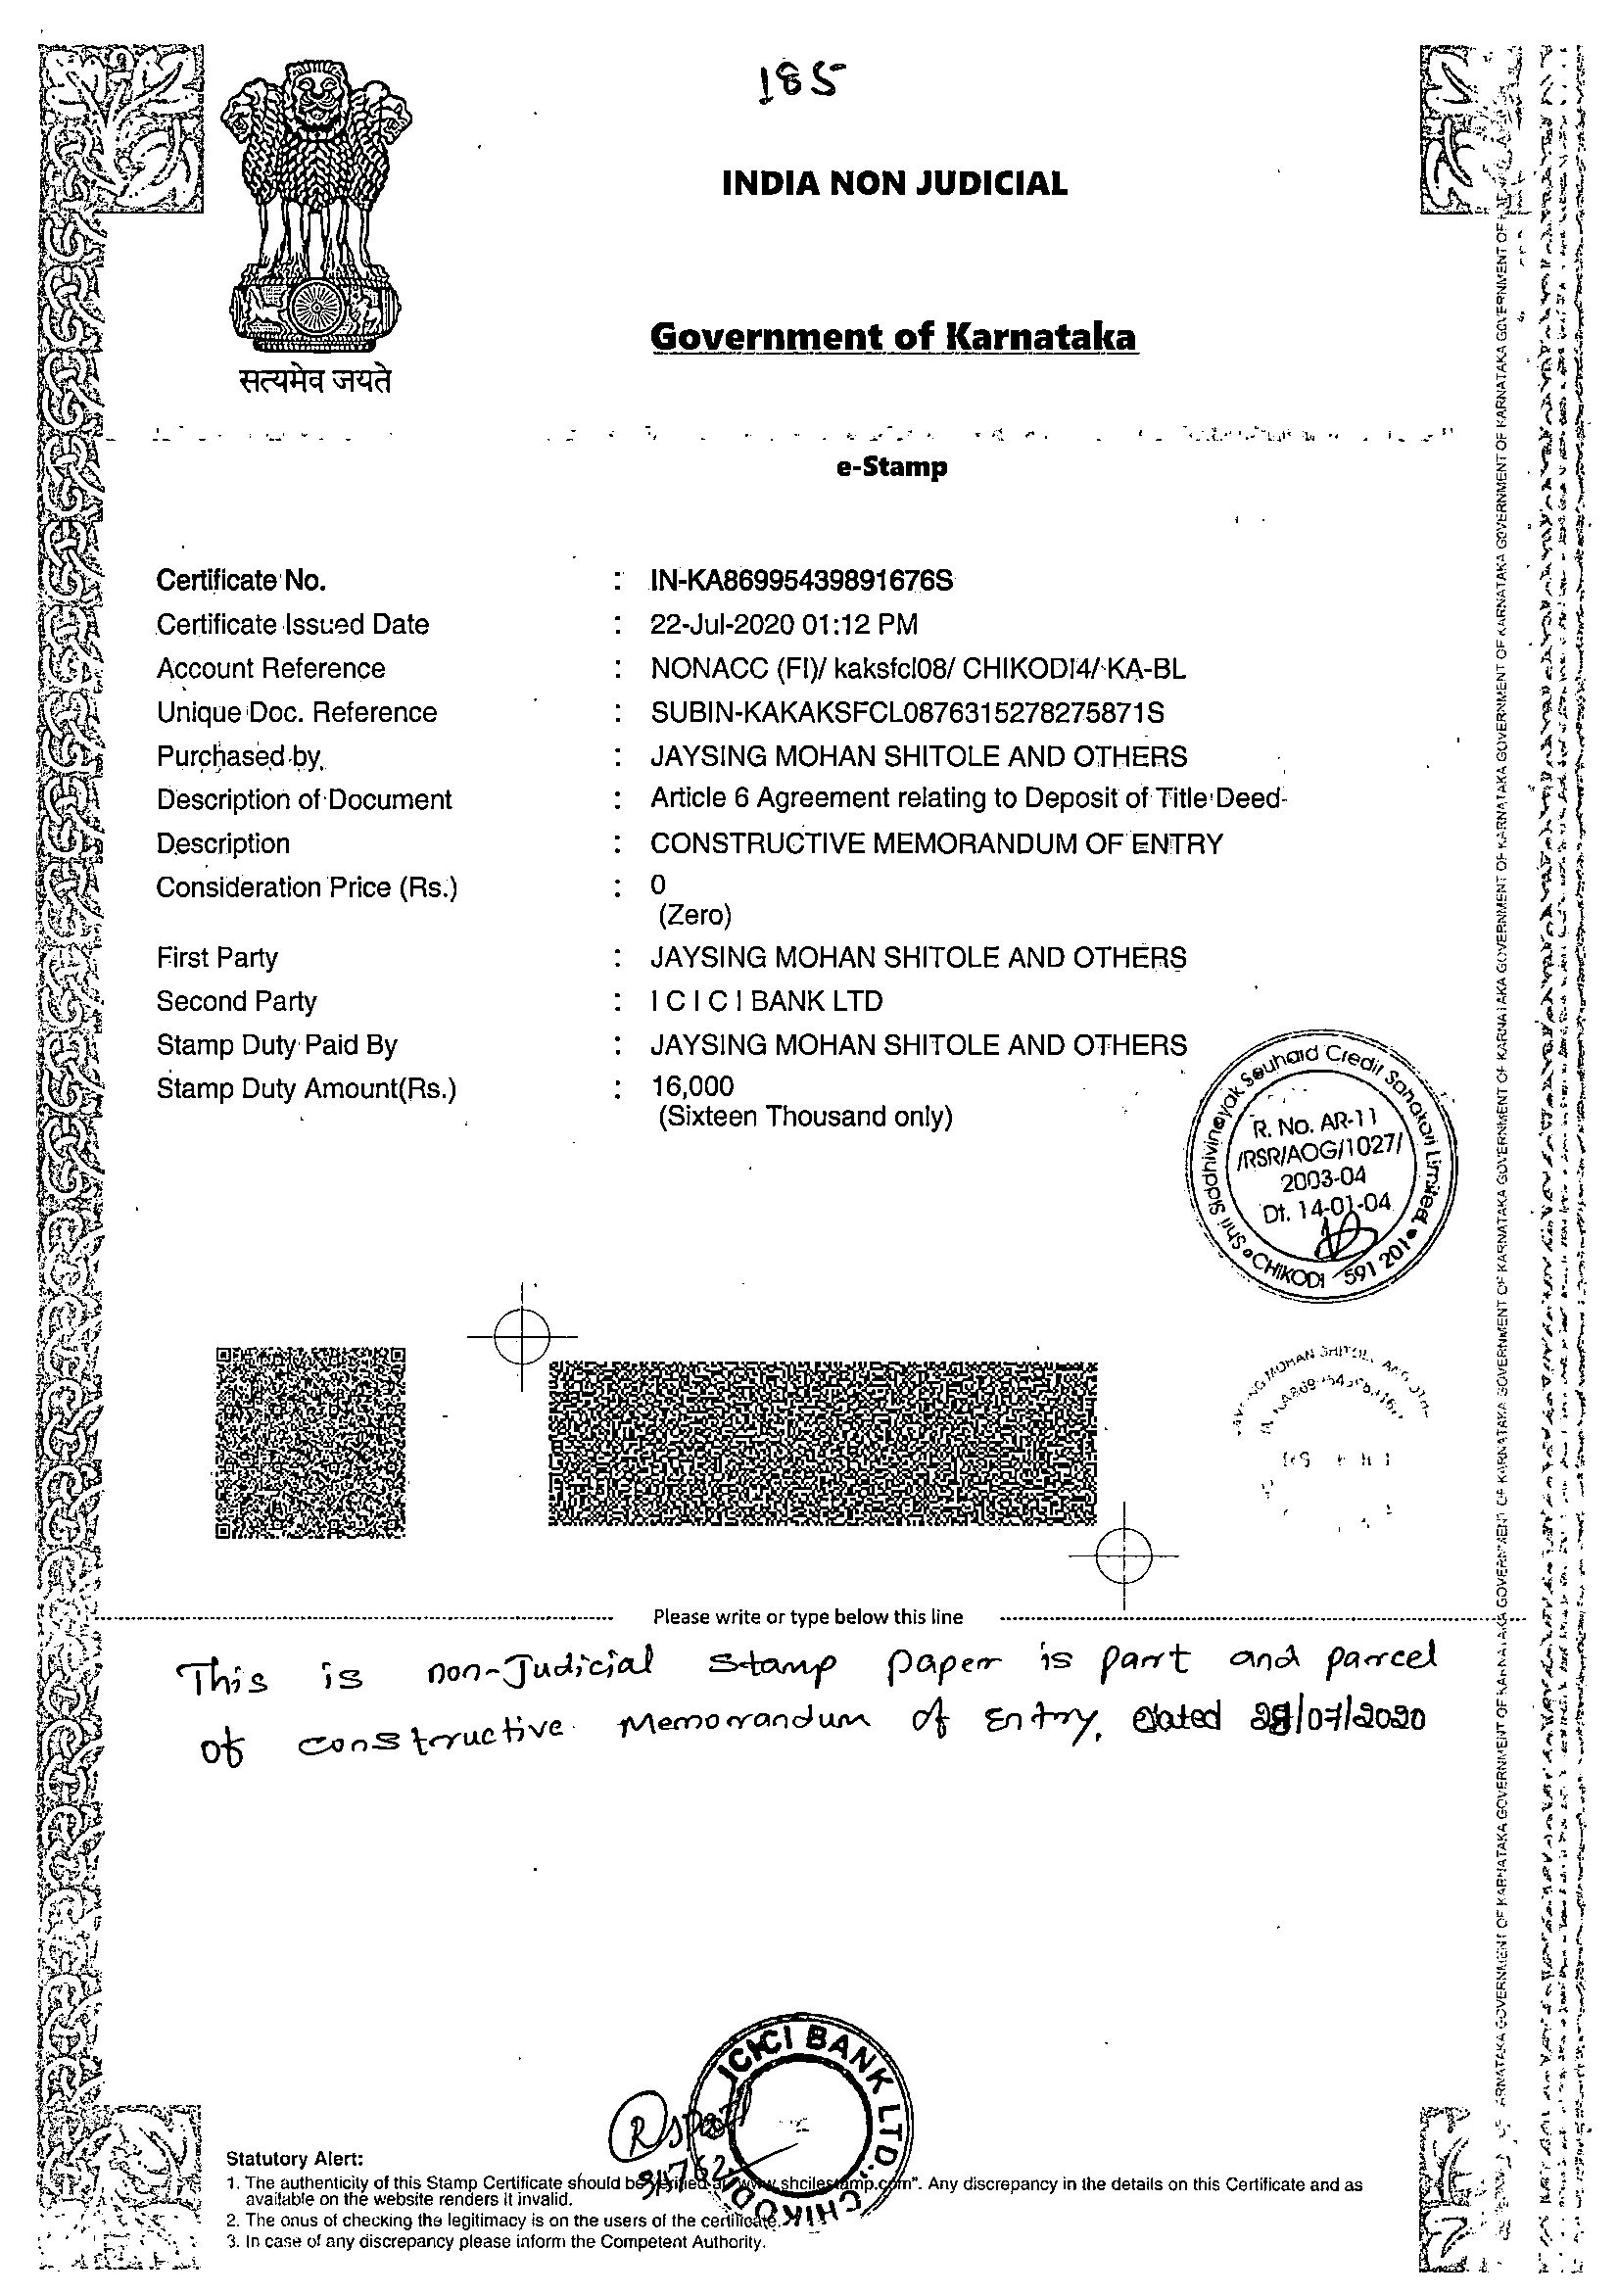 185
INDIA NON JUDICIAL
Government of Karnataka
सत्यमेव जयते
e-Stamp
Certificate No. : IN-KA86995439891676S
Certificate Issued Date : 22-Jul-2020 01:12 PM
Account Reference : NONACC (FI)/ kaksfcl08/ CHIKODI4/ KA-BL
Unique Doc. Reference : SUBIN-KAKAKSFCL0876315278275871S
Purchased by : JAYSING MOHAN SHITOLE AND OTHERS
Description of Document : Article 6 Agreement relating to Deposit of Title Deed
Description : CONSTRUCTIVE MEMORANDUM OF ENTRY
Consideration Price (Rs.) : 0
(Zero)
First Party : JAYSING MOHAN SHITOLE AND OTHERS
Second Party : I C I C I BANK LTD
Stamp Duty Paid By : JAYSING MOHAN SHITOLE AND OTHERS
Stamp Duty Amount(Rs.) : 16,000
(Sixteen Thousand only)
Shri Siddhivinayak Souhard Credit Sahakari Limited
R. No. AR-11
/RSR/AOG/1027/
2003-04
Dt. 14-01-04
CHIKODI 591 201
MOHAN
Please write or type below this line
This is non-Judicial stamp paper is part and parcel
of constructive Memorandum of Entry, dated 28/07/2020
ICICI BANK LTD.
CHIKODI
Statutory Alert:
1. The authenticity of this Stamp Certificate should be verified at "www.shcilestamp.com". Any discrepancy in the details on this Certificate and as
available on the website renders it invalid.
2. The onus of checking the legitimacy is on the users of the certificate.
3. In case of any discrepancy please inform the Competent Authority.
GOVERNMENT OF KARNATAKA GOVERNMENT OF KARNATAKA GOVERNMENT OF KARNATAKA